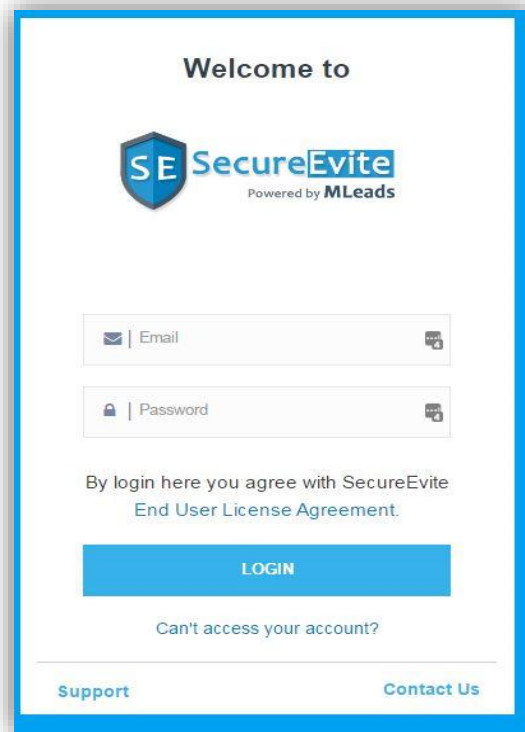 Welcome to
SE SecureEvite
Powered by MLeads
Email
Password
By login here you agree with SecureEvite
End User License Agreement.
LOGIN
Can't access your account?
Support Contact Us